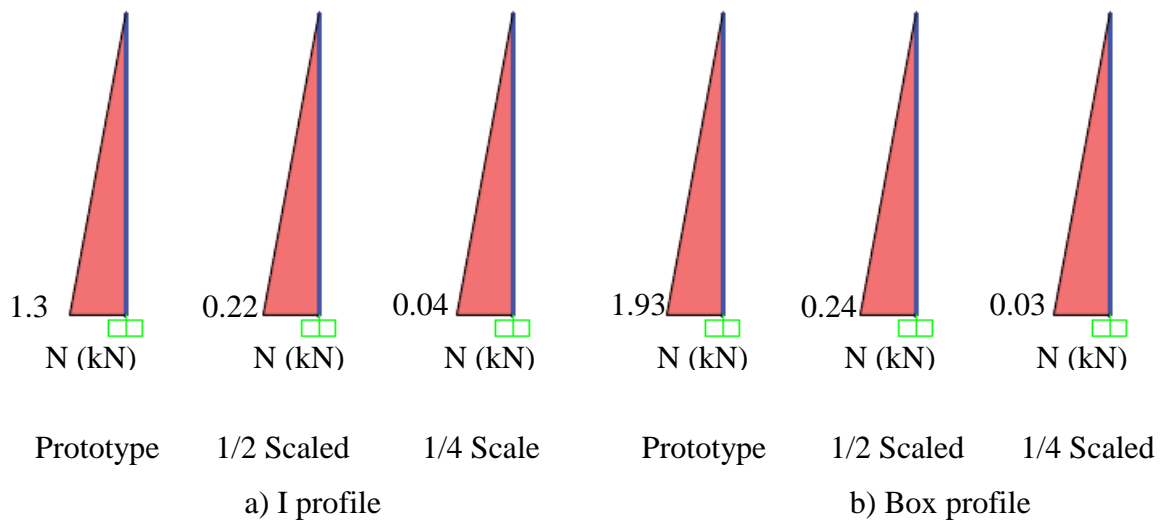 1.3 0.22 0.04 1.93 0.24 0.03
N (kN) N (kN) N (kN) N (kN) N (kN) N (kN)
Prototype 1/2 Scaled 1/4 Scale Prototype 1/2 Scaled 1/4 Scaled
a) I profile b) Box profile